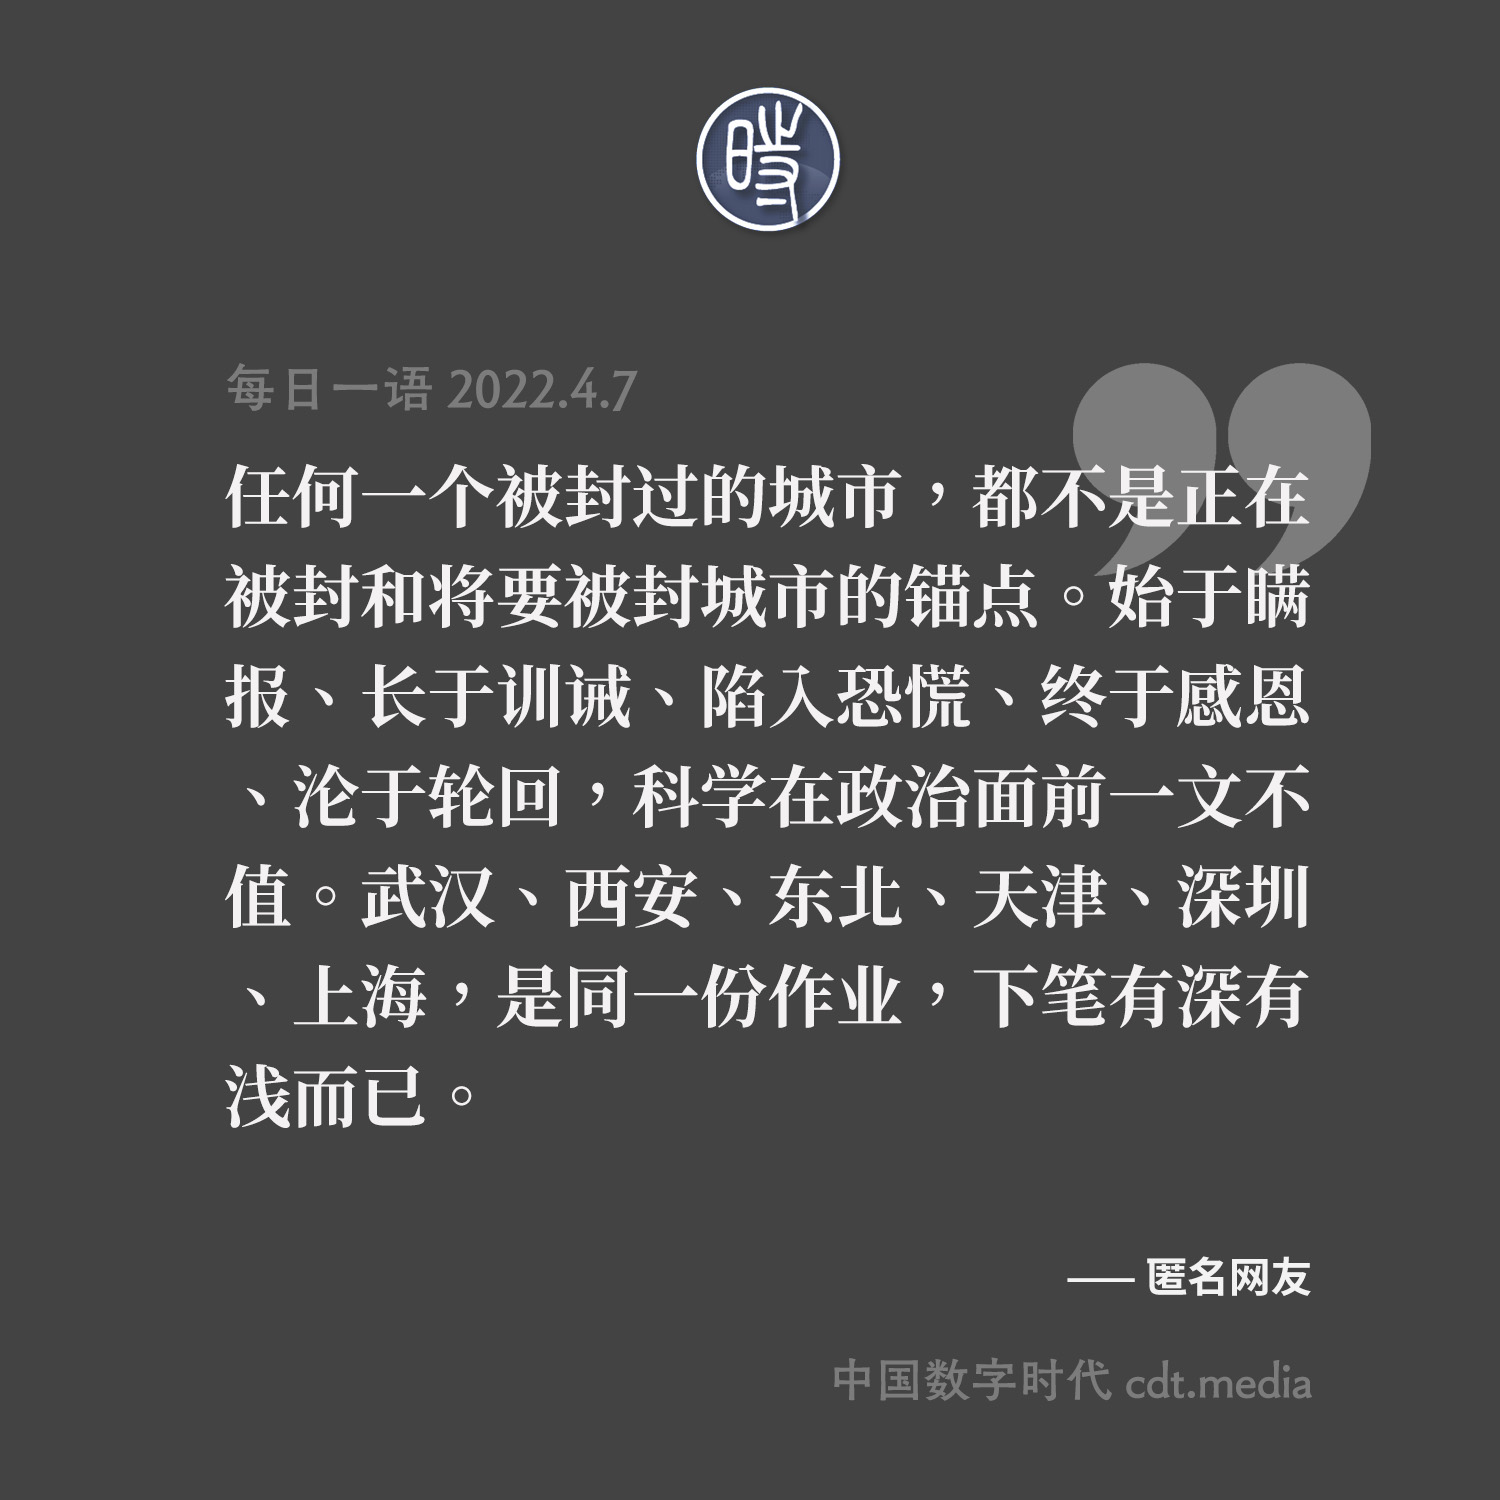 時
每日一语 2022.4.7
任何一个被封过的城市，都不是正在
被封和将要被封城市的锚点。始于瞒
报、长于训诫、陷入恐慌、终于感恩
、沦于轮回，科学在政治面前一文不
值。武汉、西安、东北、天津、深圳
、上海，是同一份作业，下笔有深有
浅而已。
—— 匿名网友
中国数字时代 cdt.media